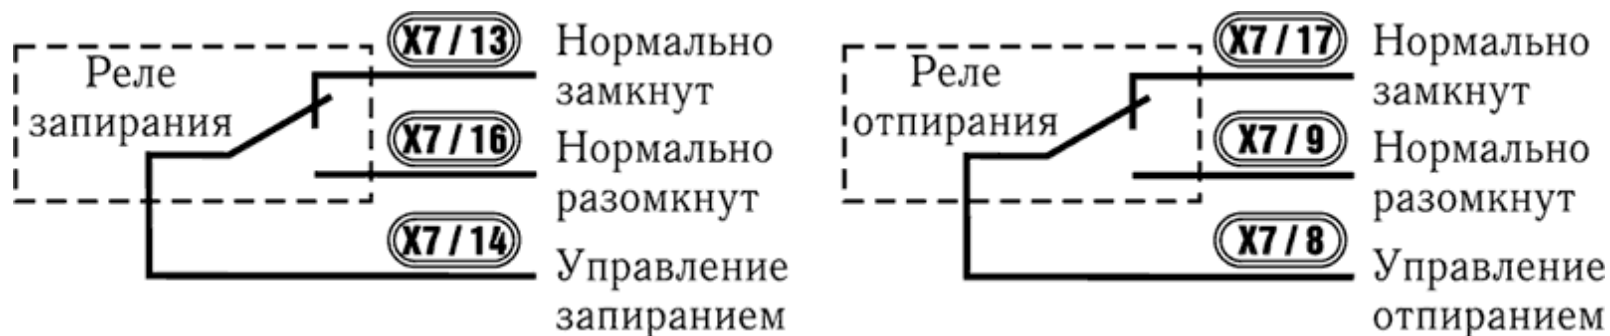 Реле
запирания
X7 / 13
Нормально
замкнут
X7 / 16
Нормально
разомкнут
X7 / 14
Управление
запиранием
Реле
отпирания
X7 / 17
Нормально
замкнут
X7 / 9
Нормально
разомкнут
X7 / 8
Управление
отпиранием